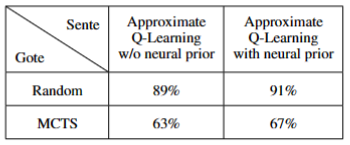 Sente
Gote
Approximate
Q-Learning
w/o neural prior
Approximate
Q-Learning
with neural prior
Random
89%
91%
MCTS
63%
67%